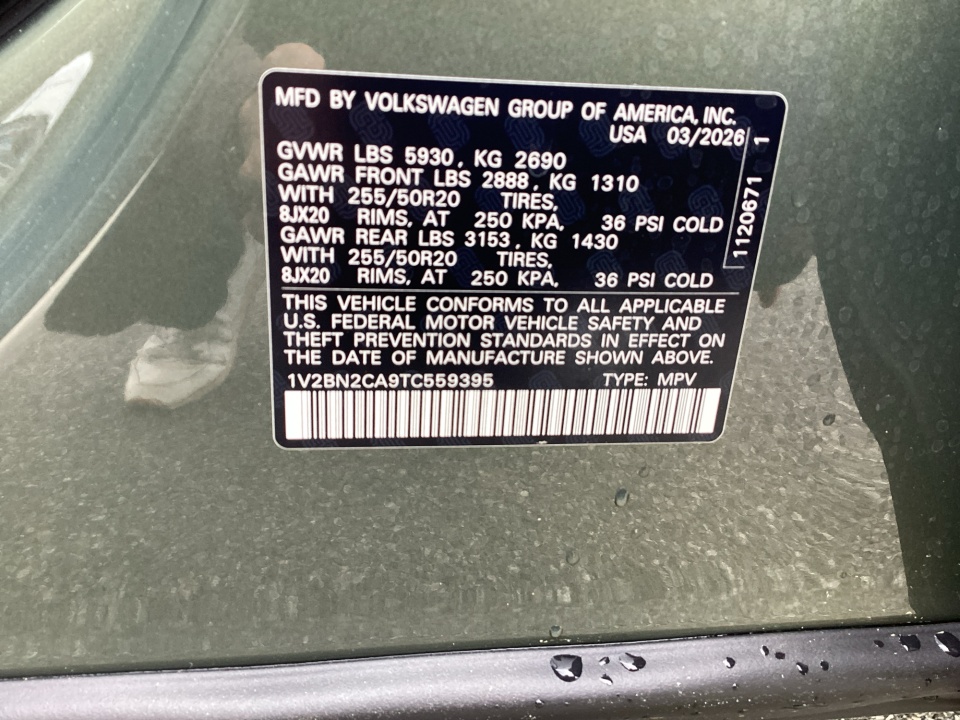 MFD BY VOLKSWAGEN GROUP OF AMERICA, INC.
USA 03/2026
GVWR LBS 5930, KG 2690
GAWR FRONT LBS 2888, KG 1310
WITH 255/50R20 TIRES,
8JX20 RIMS, AT 250 KPA, 36 PSI COLD
GAWR REAR LBS 3153, KG 1430
WITH 255/50R20 TIRES,
8JX20 RIMS, AT 250 KPA, 36 PSI COLD
1120671 1
THIS VEHICLE CONFORMS TO ALL APPLICABLE
U.S. FEDERAL MOTOR VEHICLE SAFETY AND
THEFT PREVENTION STANDARDS IN EFFECT ON
THE DATE OF MANUFACTURE SHOWN ABOVE.
1V2BN2CA9TC559395 TYPE: MPV